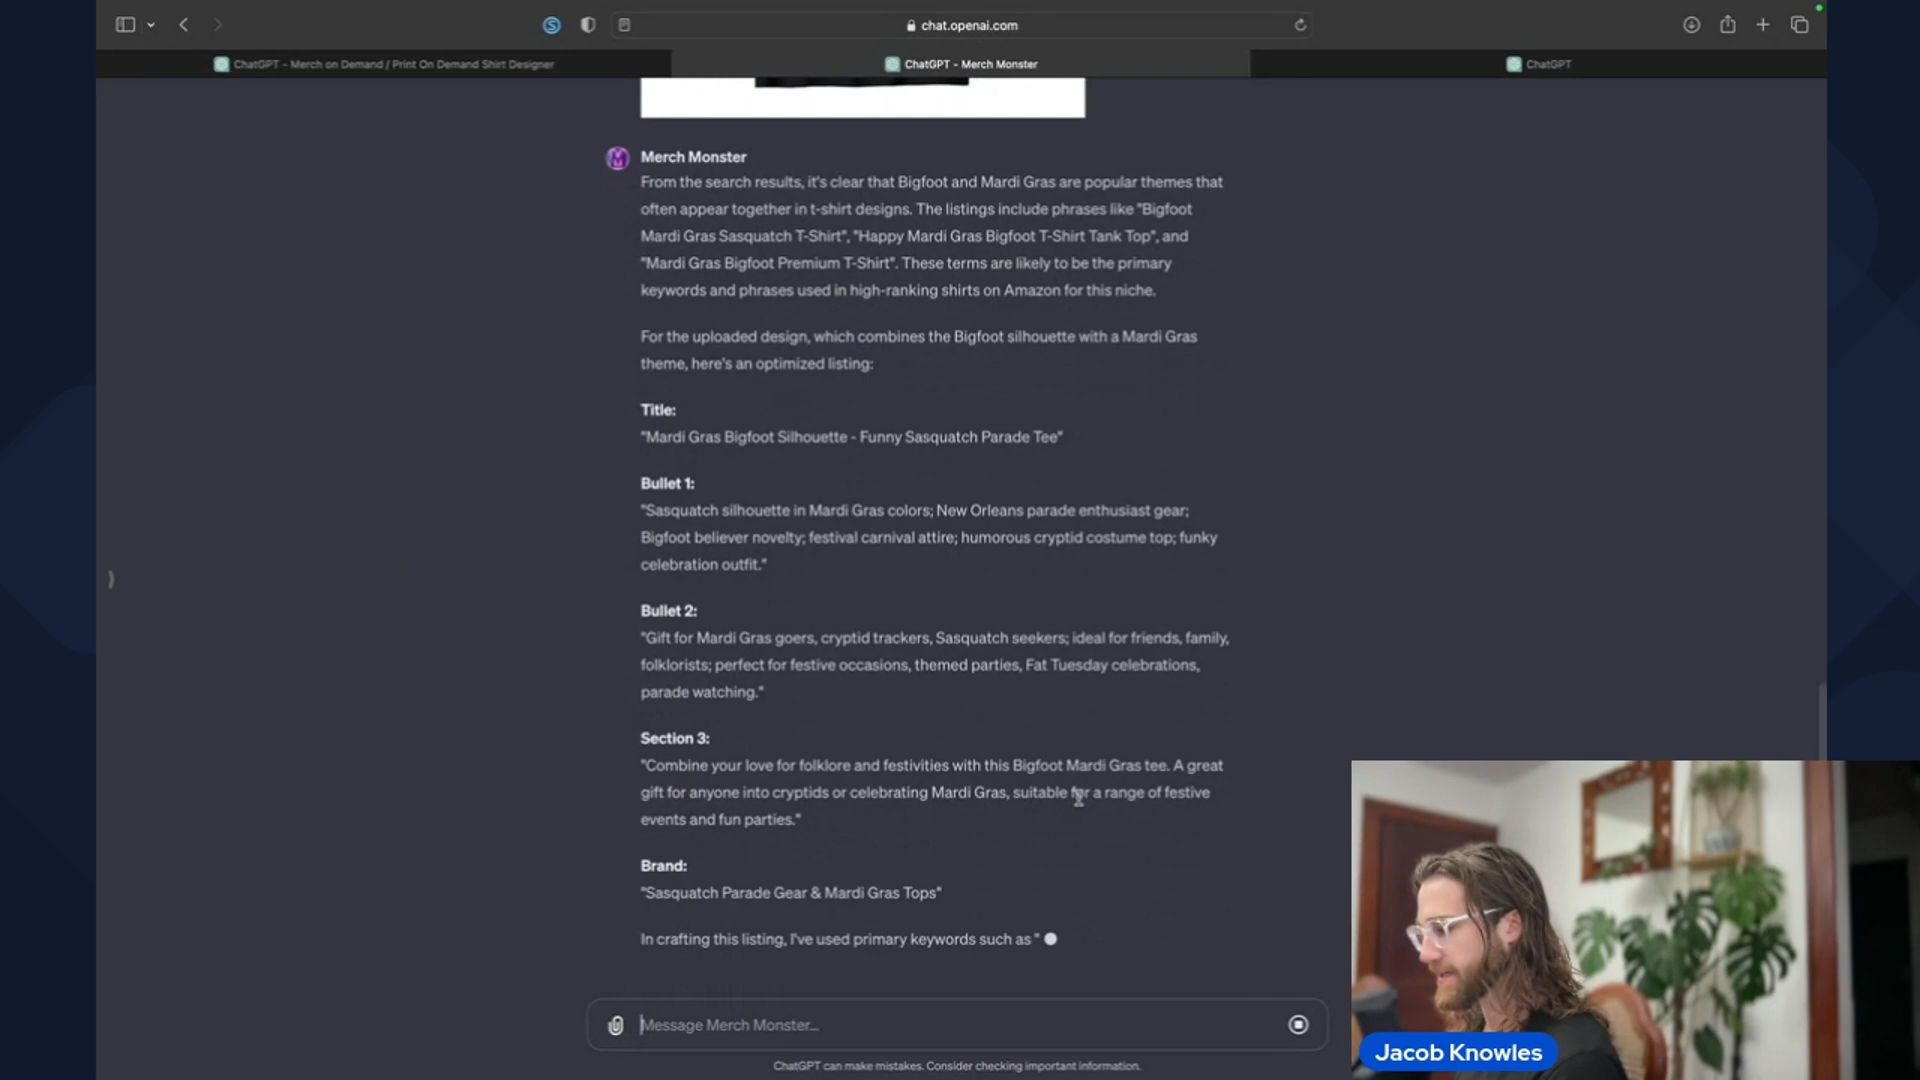 chat.openai.com
ChatGPT - Merch on Demand / Print On Demand Shirt Designer
ChatGPT - Merch Monster
ChatGPT
Merch Monster
From the search results, it's clear that Bigfoot and Mardi Gras are popular themes that
often appear together in t-shirt designs. The listings include phrases like "Bigfoot
Mardi Gras Sasquatch T-Shirt", "Happy Mardi Gras Bigfoot T-Shirt Tank Top", and
"Mardi Gras Bigfoot Premium T-Shirt". These terms are likely to be the primary
keywords and phrases used in high-ranking shirts on Amazon for this niche.
For the uploaded design, which combines the Bigfoot silhouette with a Mardi Gras
theme, here's an optimized listing:
Title:
"Mardi Gras Bigfoot Silhouette - Funny Sasquatch Parade Tee"
Bullet 1:
"Sasquatch silhouette in Mardi Gras colors; New Orleans parade enthusiast gear;
Bigfoot believer novelty; festival carnival attire; humorous cryptid costume top; funky
celebration outfit."
Bullet 2:
"Gift for Mardi Gras goers, cryptid trackers, Sasquatch seekers; ideal for friends, family,
folklorists; perfect for festive occasions, themed parties, Fat Tuesday celebrations,
parade watching."
Section 3:
"Combine your love for folklore and festivities with this Bigfoot Mardi Gras tee. A great
gift for anyone into cryptids or celebrating Mardi Gras, suitable for a range of festive
events and fun parties."
Brand:
"Sasquatch Parade Gear & Mardi Gras Tops"
In crafting this listing, I've used primary keywords such as "
Message Merch Monster...
ChatGPT can make mistakes. Consider checking important information.
Jacob Knowles